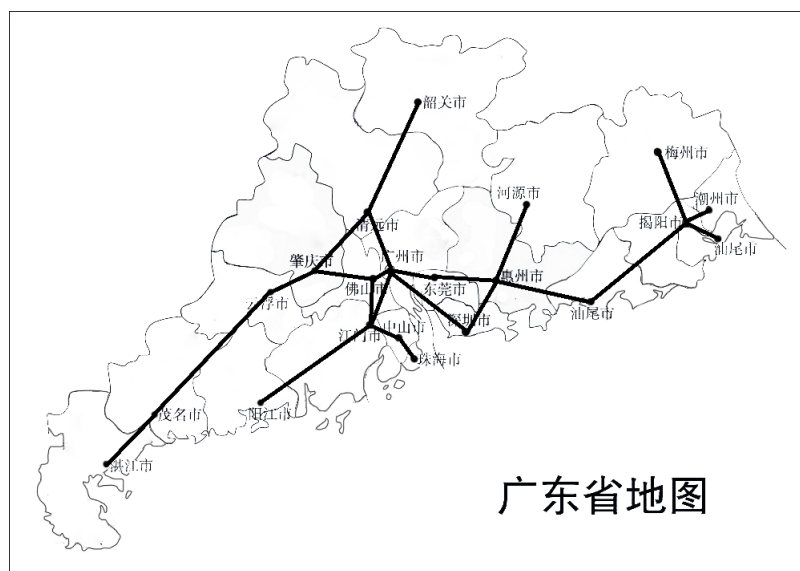 韶关市
梅州市
河源市
潮州市
清远市
揭阳市
汕尾市
广州市
肇庆市
惠州市
佛山市
东莞市
云浮市
汕尾市
深圳市
中山市
江门市
珠海市
阳江市
茂名市
湛江市
广东省地图